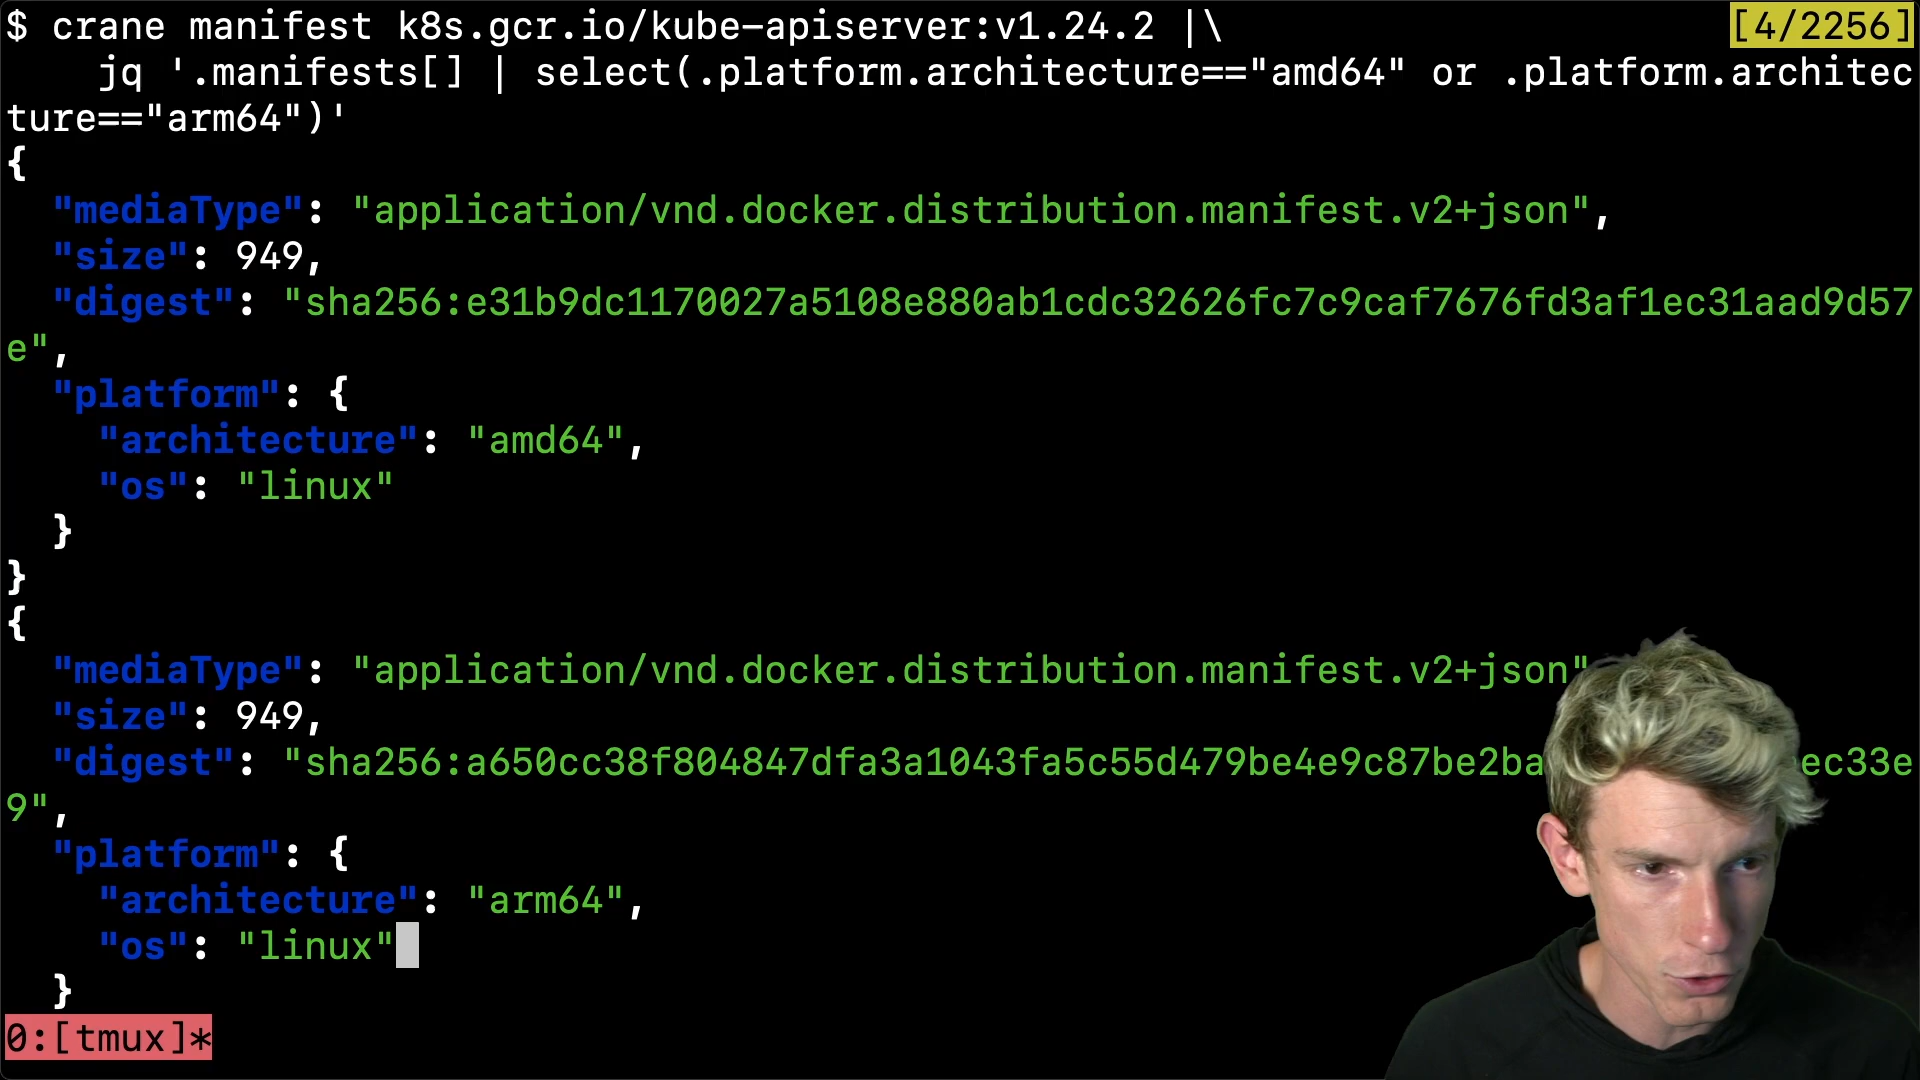 $ crane manifest k8s.gcr.io/kube-apiserver:v1.24.2 |\
[4/2256]
jq '.manifests[] | select(.platform.architecture=="amd64" or .platform.architec
ture=="arm64")'
{
"mediaType": "application/vnd.docker.distribution.manifest.v2+json",
"size": 949,
"digest": "sha256:e31b9dc1170027a5108e880ab1cdc32626fc7c9caf7676fd3af1ec31aad9d57
e",
"platform": {
"architecture": "amd64",
"os": "linux"
}
}
{
"mediaType": "application/vnd.docker.distribution.manifest.v2+json"
"size": 949,
"digest": "sha256:a650cc38f804847dfa3a1043fa5c55d479be4e9c87be2ba ec33e
9",
"platform": {
"architecture": "arm64",
"os": "linux"
}
0:[tmux]*